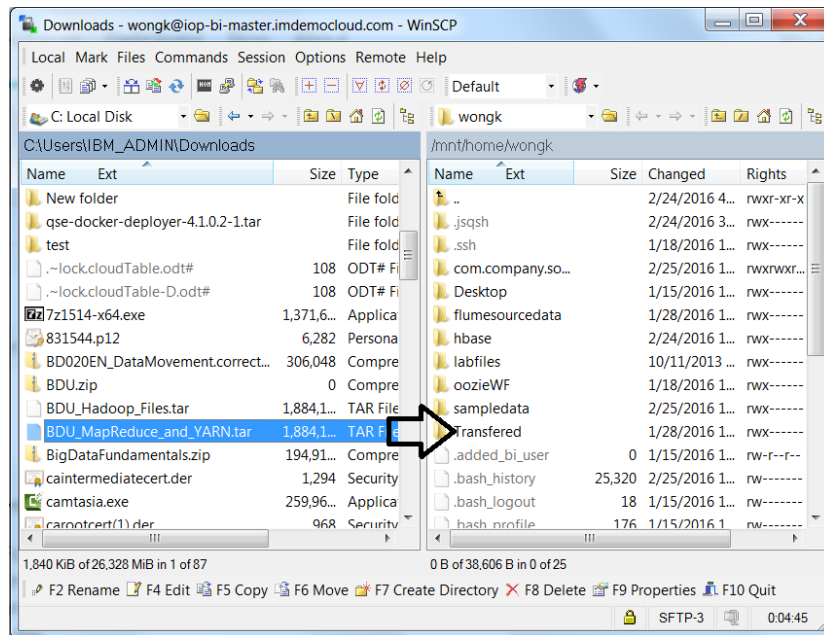 Downloads - wongk@iop-bi-master.imdemocloud.com - WinSCP
Local Mark Files Commands Session Options Remote Help
Default
C: Local Disk
wongk
C:\Users\IBM_ADMIN\Downloads
/mnt/home/wongk
Name Ext Size Type
Name Ext Size Changed Rights
New folder File fold
.. 2/24/2016 4... rwxr-xr-x
qse-docker-deployer-4.1.0.2-1.tar File fold
.jsqsh 2/24/2016 3... rwx------
test File fold
.ssh 1/18/2016 1... rwx------
.~lock.cloudTable.odt# 108 ODT# Fi
com.company.so... 2/25/2016 1... rwxrwxr...
.~lock.cloudTable-D.odt# 108 ODT# Fi
Desktop 1/15/2016 1... rwx------
7z1514-x64.exe 1,371,6... Applica
flumesourcedata 1/28/2016 1... rwx------
831544.p12 6,282 Persona
hbase 2/24/2016 1... rwx------
BD020EN_DataMovement.correct... 306,048 Compre
labfiles 10/11/2013 ... rwx------
BDU.zip 0 Compre
oozieWF 1/18/2016 1... rwx------
BDU_Hadoop_Files.tar 1,884,1... TAR File
sampledata 2/25/2016 1... rwx------
BDU_MapReduce_and_YARN.tar 1,884,1... TAR F e
Transfered 1/28/2016 1... rwx------
BigDataFundamentals.zip 194,91... Compre
.added_bi_user 0 1/15/2016 1... rw-r--r--
caintermediatecert.der 1,294 Security
.bash_history 25,320 2/25/2016 1... rw-------
camtasia.exe 259,96... Applica
.bash_logout 18 1/15/2016 1... rw-------
carootcert(1).der 968 Security
.bash_profile 176 1/15/2016 1... rw-------
1,840 KiB of 26,328 MiB in 1 of 87
0 B of 38,606 B in 0 of 25
F2 Rename F4 Edit F5 Copy F6 Move F7 Create Directory F8 Delete F9 Properties F10 Quit
SFTP-3 0:04:45